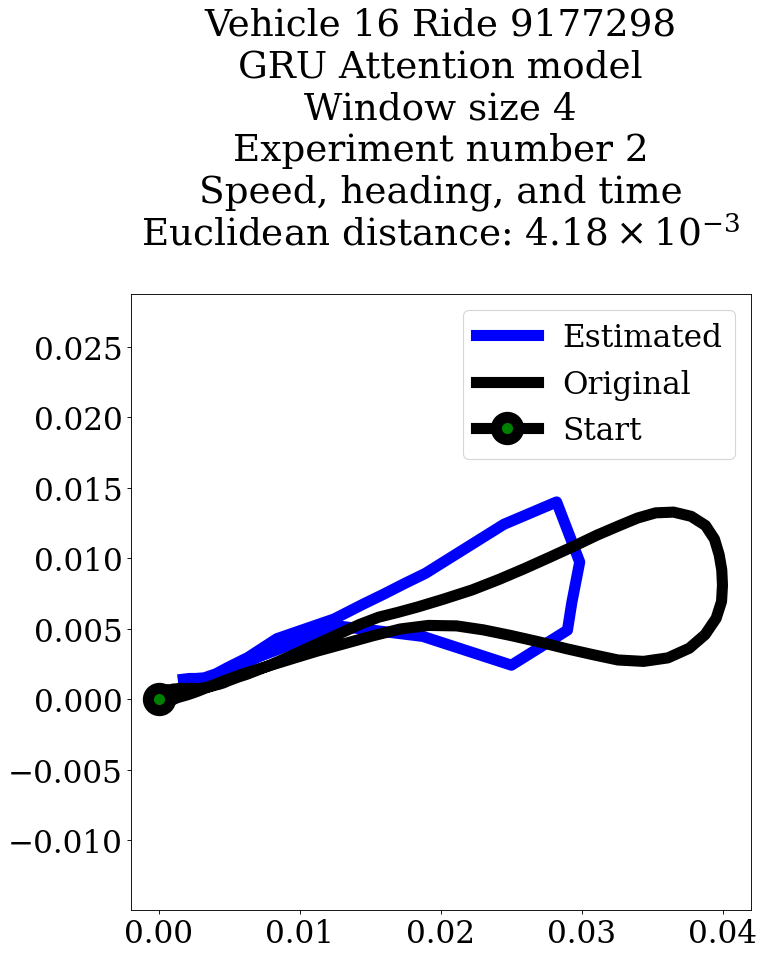 Vehicle 16 Ride 9177298
GRU Attention model
Window size 4
Experiment number 2
Speed, heading, and time
Euclidean distance: 4.18 × 10⁻³
Estimated
Original
Start
0.025
0.020
0.015
0.010
0.005
0.000
−0.005
−0.010
0.00 0.01 0.02 0.03 0.04